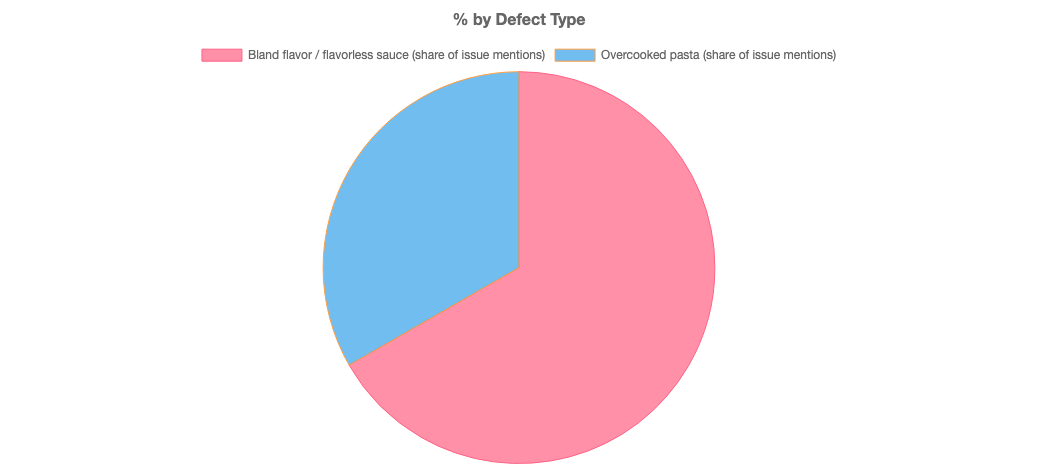 % by Defect Type
Bland flavor / flavorless sauce (share of issue mentions) Overcooked pasta (share of issue mentions)